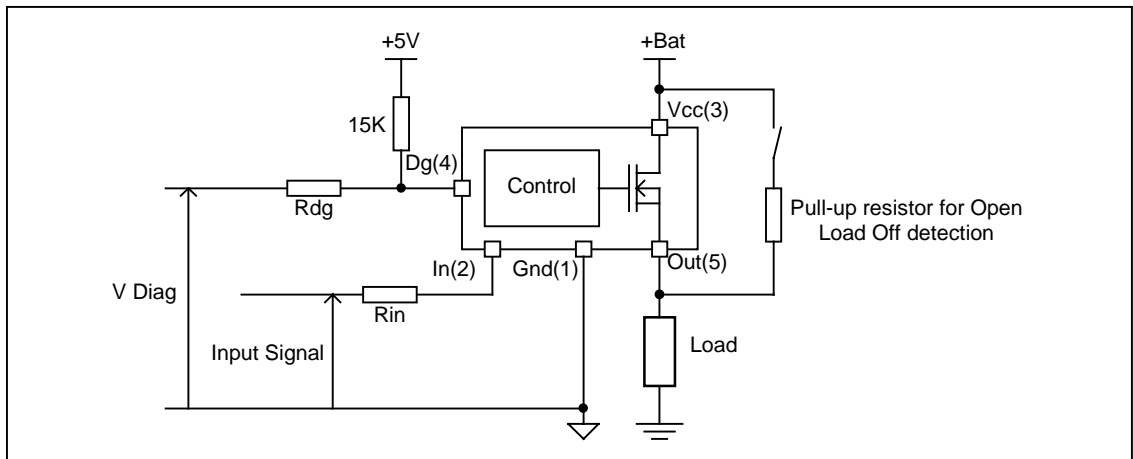 +5V
+Bat
Vcc(3)
15K
Dg(4)
Control
Rdg
Pull-up resistor for Open
Load Off detection
In(2)
Gnd(1)
Out(5)
V Diag
Rin
Input Signal
Load